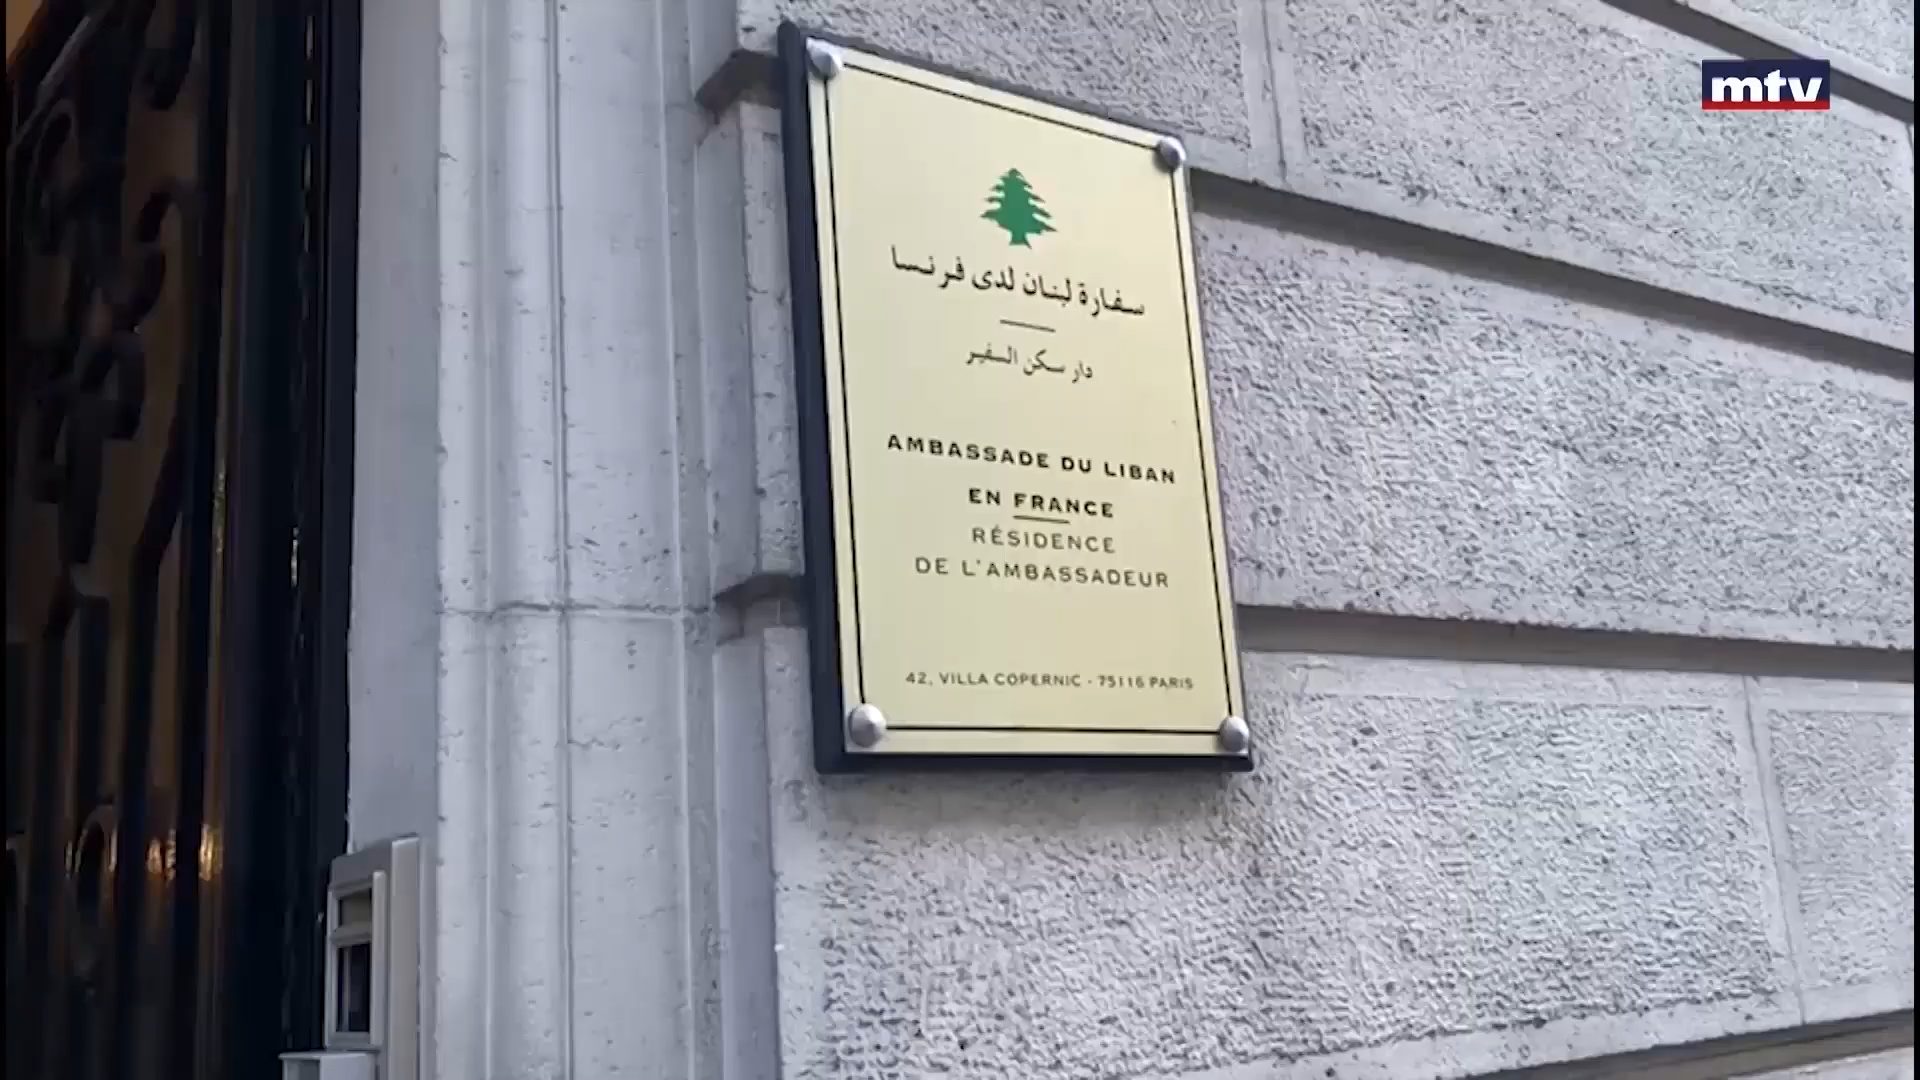 mtv
سفارة لبنان لدى فرنسا
دار سكن السفير
AMBASSADE DU LIBAN
EN FRANCE
RÉSIDENCE
DE L'AMBASSADEUR
42, VILLA COPERNIC - 75116 PARIS